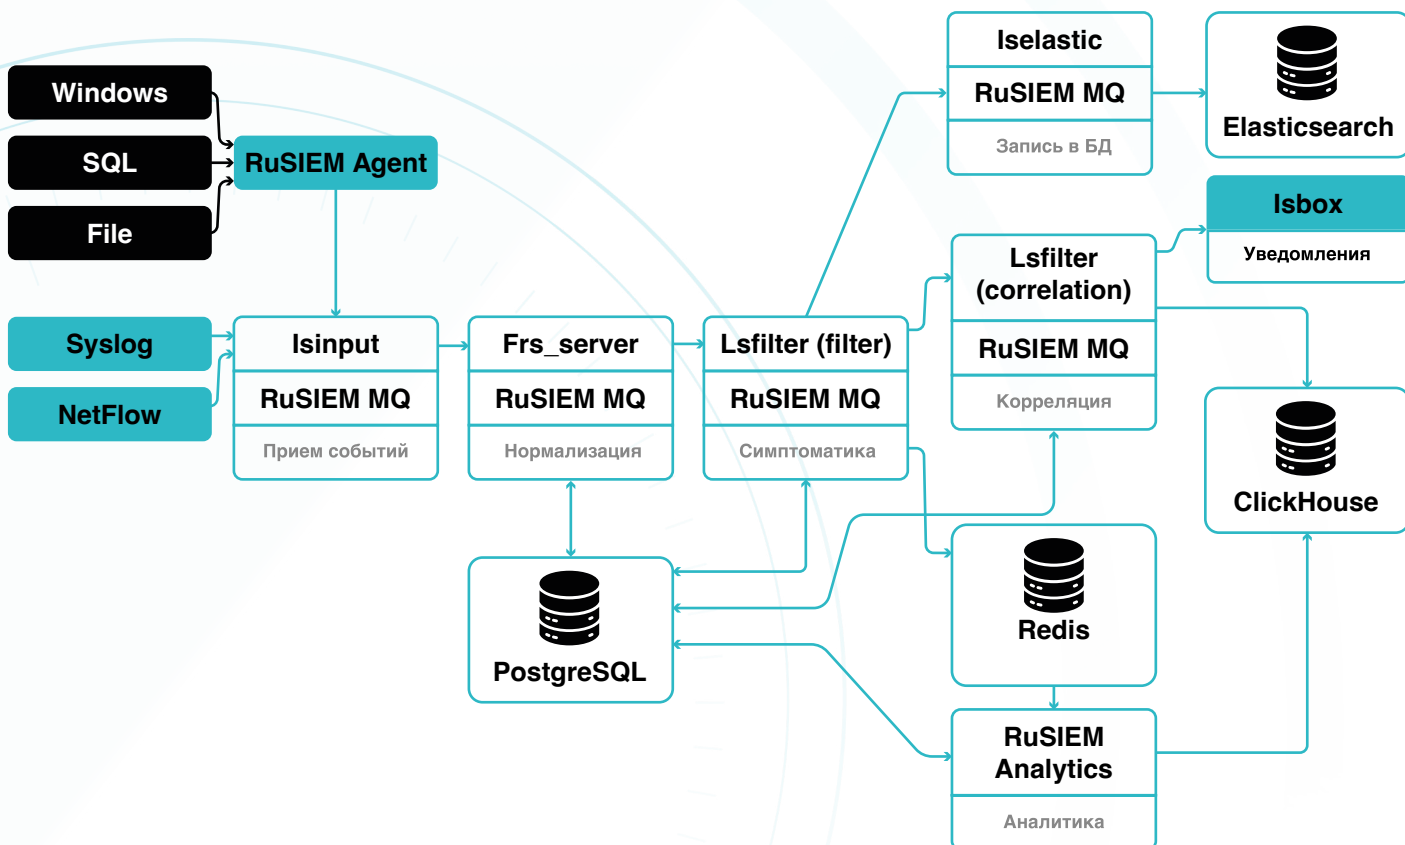 Windows
SQL
File
RuSIEM Agent
Syslog
NetFlow
lsinput
RuSIEM MQ
Прием событий
Frs_server
RuSIEM MQ
Нормализация
Lsfilter (filter)
RuSIEM MQ
Симптоматика
PostgreSQL
lselastic
RuSIEM MQ
Запись в БД
Elasticsearch
Lsfilter
(correlation)
RuSIEM MQ
Корреляция
lsbox
Уведомления
ClickHouse
Redis
RuSIEM
Analytics
Аналитика